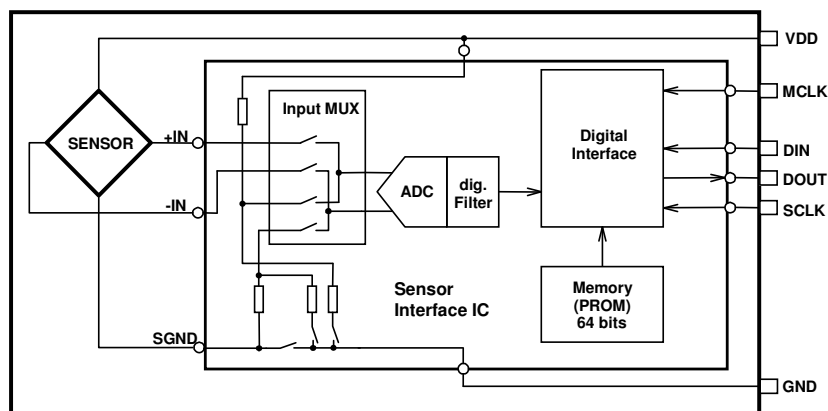 VDD
MCLK
Input MUX
+IN
SENSOR
Digital
Interface
DIN
DOUT
ADC
dig.
Filter
-IN
SCLK
Sensor
Interface IC
Memory
(PROM)
64 bits
SGND
GND